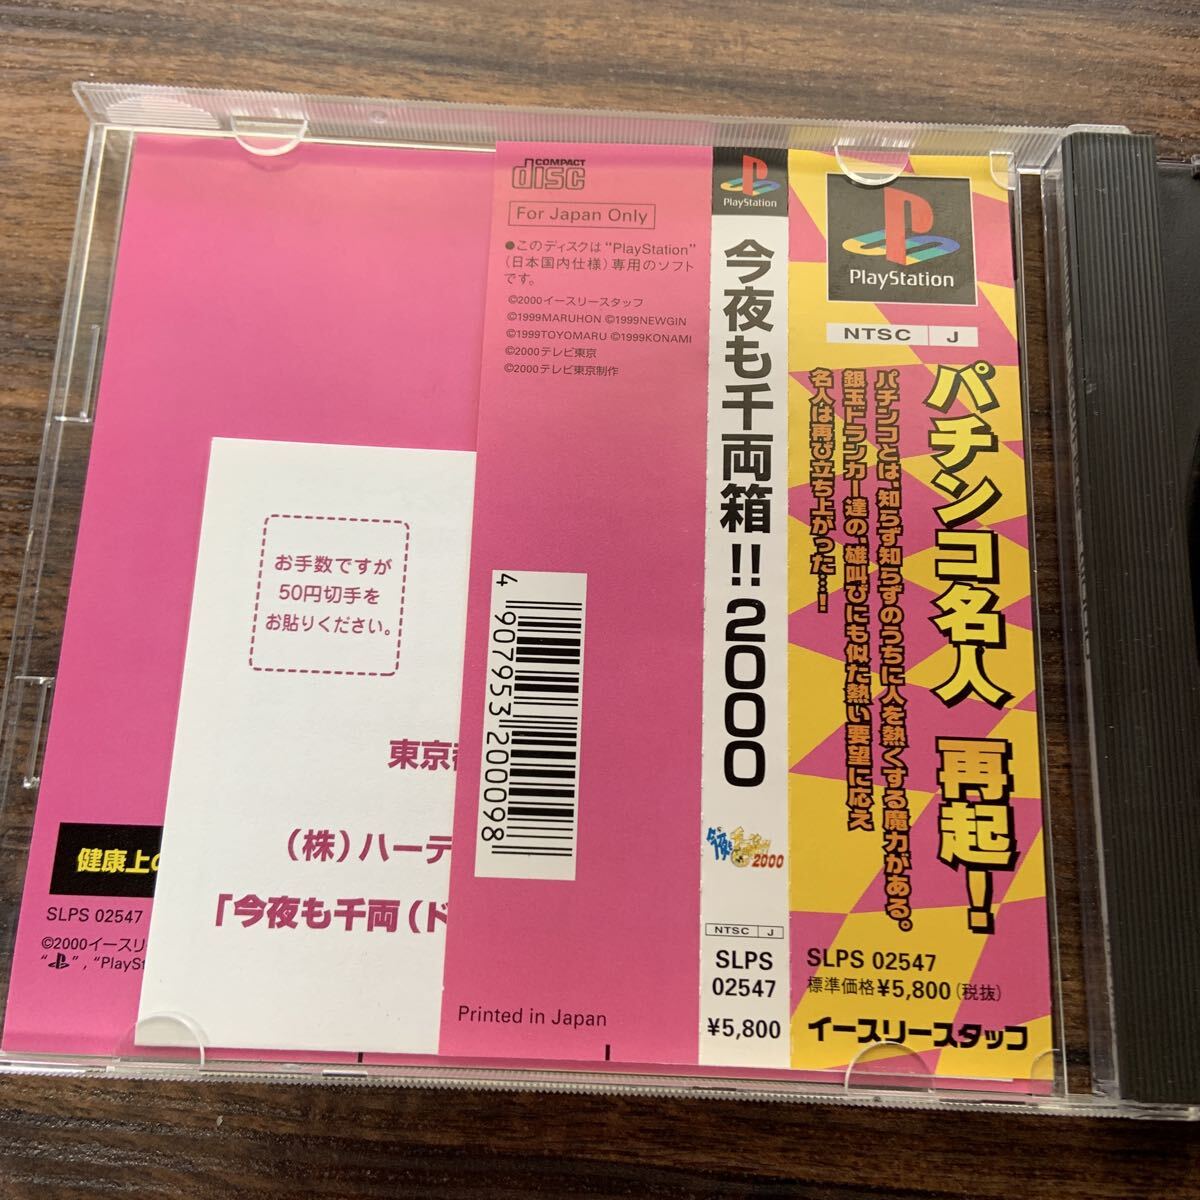 COMPACT
disc
For Japan Only
●このディスクは“PlayStation”
(日本国内仕様)専用のソフト
です。
©2000イースリースタッフ
©1999MARUHON ©1999NEWGIN
©1999TOYOMARU ©1999KONAMI
©2000テレビ東京
©2000テレビ東京制作
4 907953 200098
Printed in Japan
お手数ですが
50円切手を
お貼りください。
東京
(株)ハーテ
「今夜も千両(ド
健康上の
SLPS 02547
©2000イースリー
“ ”, “PlaySt
PlayStation
今夜も千両箱!! 2000
2000
NTSC J
SLPS
02547
¥5,800
PlayStation
NTSC J
パチンコ名人 再起!
パチンコとは、知らず知らずのうちに人を熱くする魔力がある。
銀玉ドランカー達の、雄叫びにも似た熱い要望に応え
名人は再び立ち上がった…!
SLPS 02547
標準価格¥5,800(税抜)
イースリースタッフ